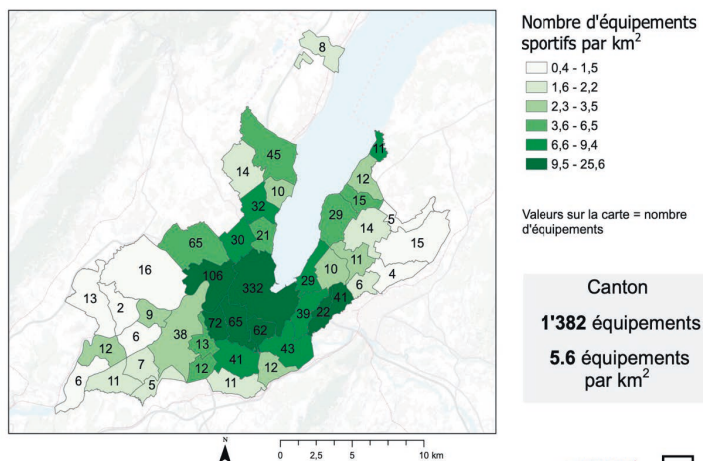 Nombre d'équipements
sportifs par km²
0,4 - 1,5
1,6 - 2,2
2,3 - 3,5
3,6 - 6,5
6,6 - 9,4
9,5 - 25,6
Valeurs sur la carte = nombre
d'équipements
Canton
1'382 équipements
5.6 équipements
par km²
8
11
45
14
12
10
15
32
29
5
21
14
30
65
15
11
16
106
10
4
332
29
6
13
41
2
9
39
22
72
65
38
62
6
13
12
43
41
7
12
12
6
11
5
11
N
0 2,5 5 10 km